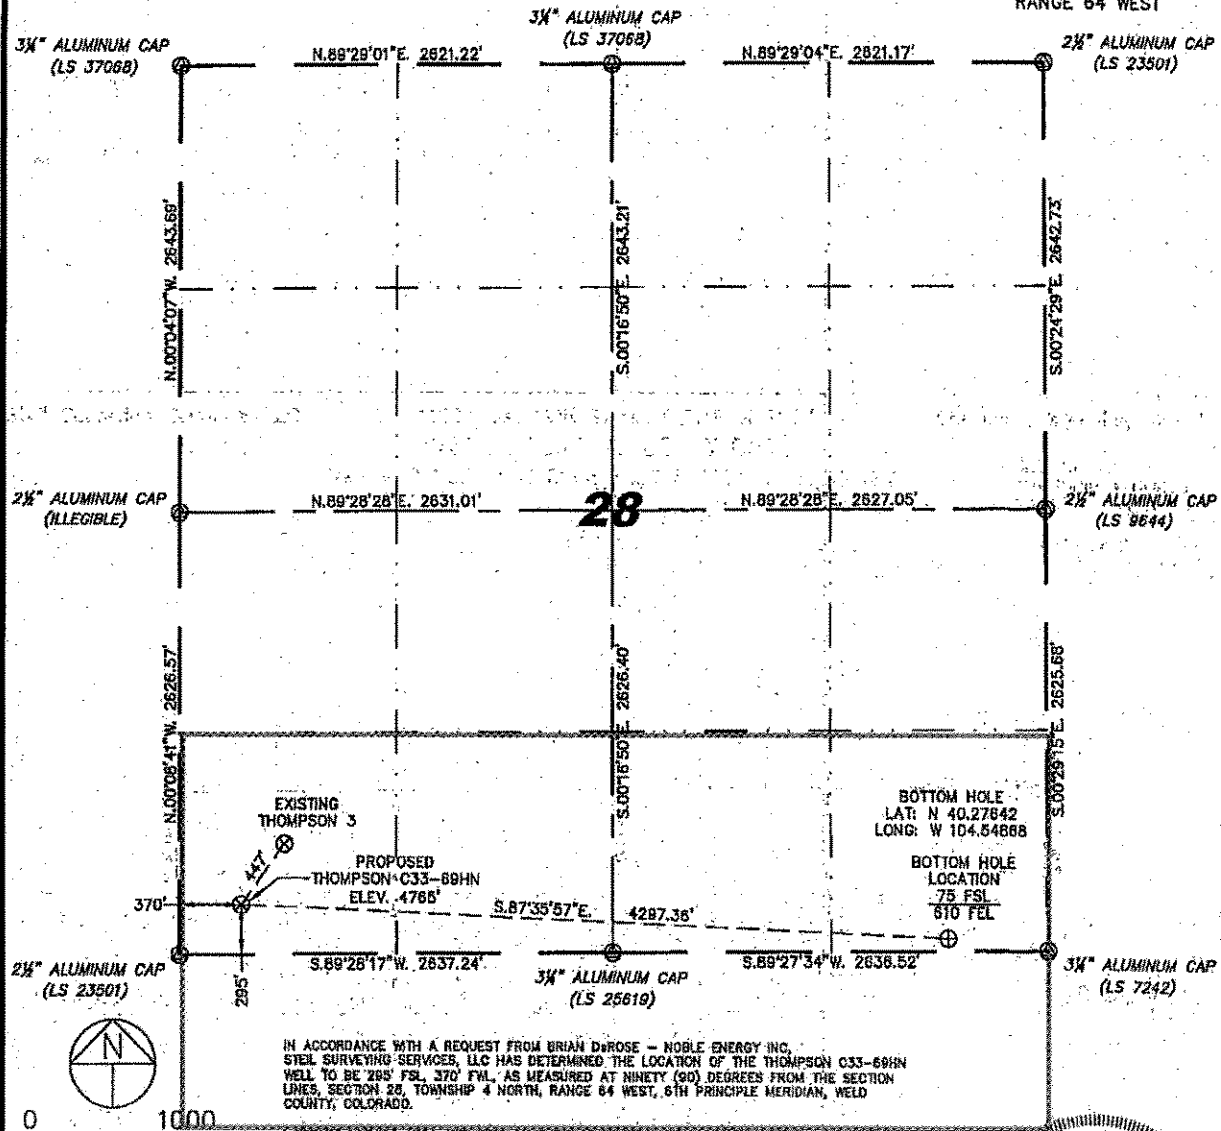 RANGE 64 WEST
3¼" ALUMINUM CAP
(LS 37068)
3¼" ALUMINUM CAP
(LS 37068)
2½" ALUMINUM CAP
(LS 23501)
N.89°29'01"E. 2621.22'
N.89°29'04"E. 2621.17'
N.00°04'07"W. 2643.69'
S.00°16'50"E. 2643.21'
S.00°24'29"E. 2642.73'
2½" ALUMINUM CAP
(ILLEGIBLE)
N.89°28'28"E. 2631.01'
28
N.89°28'28"E. 2627.05'
2½" ALUMINUM CAP
(LS 9644)
N.00°08'41"W. 2626.57'
S.00°16'50"E. 2626.40'
S.00°29'15"E. 2625.68'
EXISTING
THOMPSON 3
447'
PROPOSED
THOMPSON C33-69HN
ELEV. 4766'
BOTTOM HOLE
LAT: N 40.27642
LONG: W 104.54868
BOTTOM HOLE
LOCATION
75 FSL
610 FEL
370'
S.87°35'57"E. 4297.36'
295'
2½" ALUMINUM CAP
(LS 23501)
S.89°28'17"W. 2637.24'
3¼" ALUMINUM CAP
(LS 25619)
S.89°27'34"W. 2636.52'
3¼" ALUMINUM CAP
(LS 7242)
N
0 1000
IN ACCORDANCE WITH A REQUEST FROM BRIAN DeROSE - NOBLE ENERGY INC,
STEIL SURVEYING SERVICES, LLC HAS DETERMINED THE LOCATION OF THE THOMPSON C33-69HN
WELL TO BE 295' FSL, 370' FWL, AS MEASURED AT NINETY (90) DEGREES FROM THE SECTION
LINES, SECTION 28, TOWNSHIP 4 NORTH, RANGE 64 WEST, 6TH PRINCIPLE MERIDIAN, WELD
COUNTY, COLORADO.